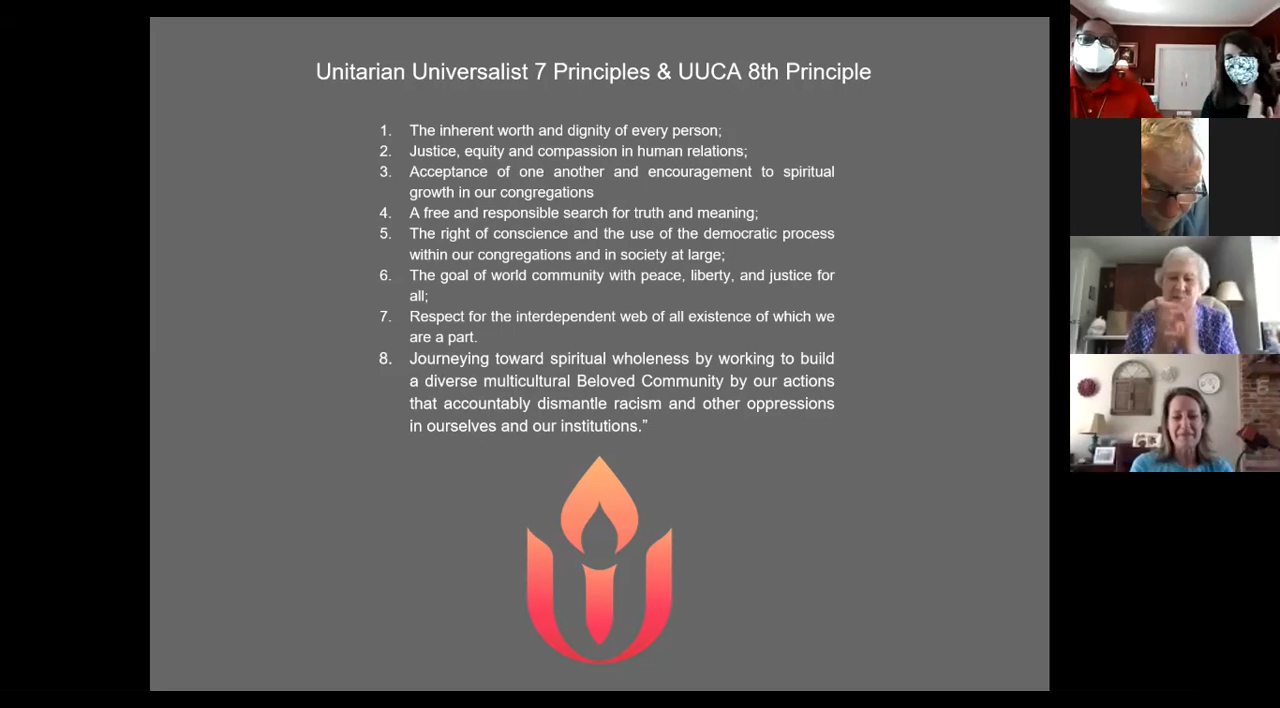 Unitarian Universalist 7 Principles & UUCA 8th Principle
1. The inherent worth and dignity of every person;
2. Justice, equity and compassion in human relations;
3. Acceptance of one another and encouragement to spiritual
growth in our congregations
4. A free and responsible search for truth and meaning;
5. The right of conscience and the use of the democratic process
within our congregations and in society at large;
6. The goal of world community with peace, liberty, and justice for
all;
7. Respect for the interdependent web of all existence of which we
are a part.
8. Journeying toward spiritual wholeness by working to build
a diverse multicultural Beloved Community by our actions
that accountably dismantle racism and other oppressions
in ourselves and our institutions.”